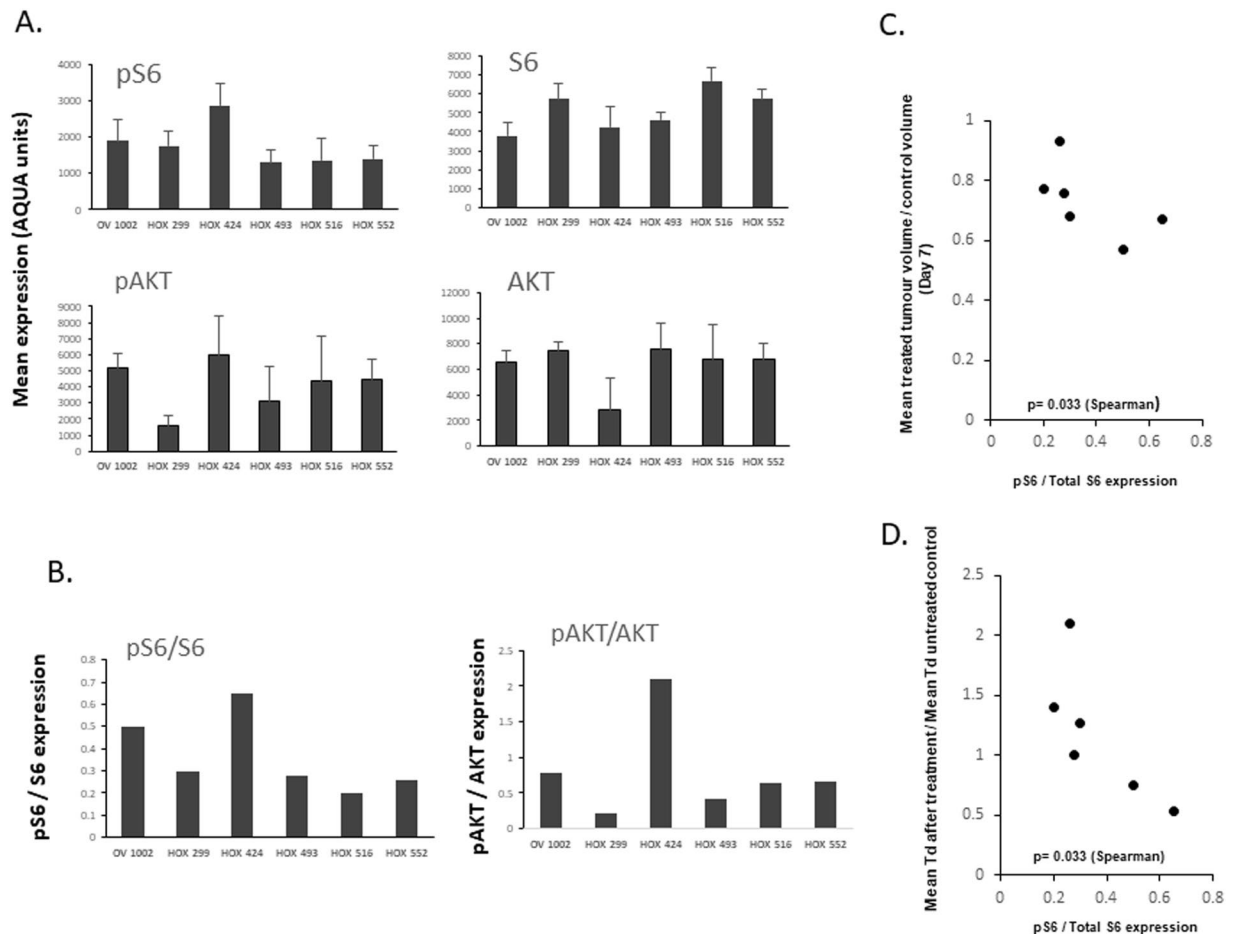 A.
Mean expression (AQUA units)
pS6
4000
3000
2000
1000
0
OV 1002 HOX 299 HOX 424 HOX 493 HOX 516 HOX 552
S6
8000
7000
6000
5000
4000
3000
2000
1000
0
OV 1002 HOX 299 HOX 424 HOX 493 HOX 516 HOX 552
pAKT
9000
8000
7000
6000
5000
4000
3000
2000
1000
0
OV 1002 HOX 299 HOX 424 HOX 493 HOX 516 HOX 552
AKT
12000
10000
8000
6000
4000
2000
0
OV 1002 HOX 299 HOX 424 HOX 493 HOX 516 HOX 552
B.
pS6/S6
pS6 / S6 expression
0.8
0.7
0.6
0.5
0.4
0.3
0.2
0.1
0
OV 1002 HOX 299 HOX 424 HOX 493 HOX 516 HOX 552
pAKT/AKT
pAKT / AKT expression
2.5
2
1.5
1
0.5
0
OV 1002 HOX 299 HOX 424 HOX 493 HOX 516 HOX 552
C.
Mean treated tumour volume / control volume
(Day 7)
1
0.8
0.6
0.4
0.2
0
p= 0.033 (Spearman)
0 0.2 0.4 0.6 0.8
pS6 / Total S6 expression
D.
Mean Td after treatment / Mean Td untreated control
2.5
2
1.5
1
0.5
0
p= 0.033 (Spearman)
0 0.2 0.4 0.6 0.8
pS6 / Total S6 expression